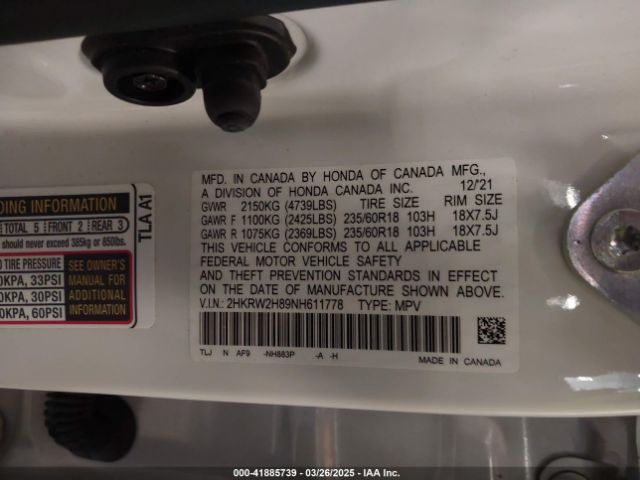 DING INFORMATION
TOTAL 5 FRONT 2 REAR 3
should never exceed 385kg or 850lbs.
TIRE PRESSURE
0KPA, 33PSI
0KPA, 30PSI
0KPA, 60PSI
SEE OWNER'S
MANUAL FOR
ADDITIONAL
INFORMATION
TLA A1
MFD. IN CANADA BY HONDA OF CANADA MFG.,
A DIVISION OF HONDA CANADA INC. 12/'21
GVWR 2150KG (4739LBS) TIRE SIZE RIM SIZE
GAWR F 1100KG (2425LBS) 235/60R18 103H 18X7.5J
GAWR R 1075KG (2369LBS) 235/60R18 103H 18X7.5J
THIS VEHICLE CONFORMS TO ALL APPLICABLE
FEDERAL MOTOR VEHICLE SAFETY
AND THEFT PREVENTION STANDARDS IN EFFECT
ON THE DATE OF MANUFACTURE SHOWN ABOVE.
V.I.N: 2HKRW2H89NH611778 TYPE: MPV
TLJ N AF9 -NH883P -A -H
MADE IN CANADA
000-41885739 / 03/26/2025 / IAA Inc.